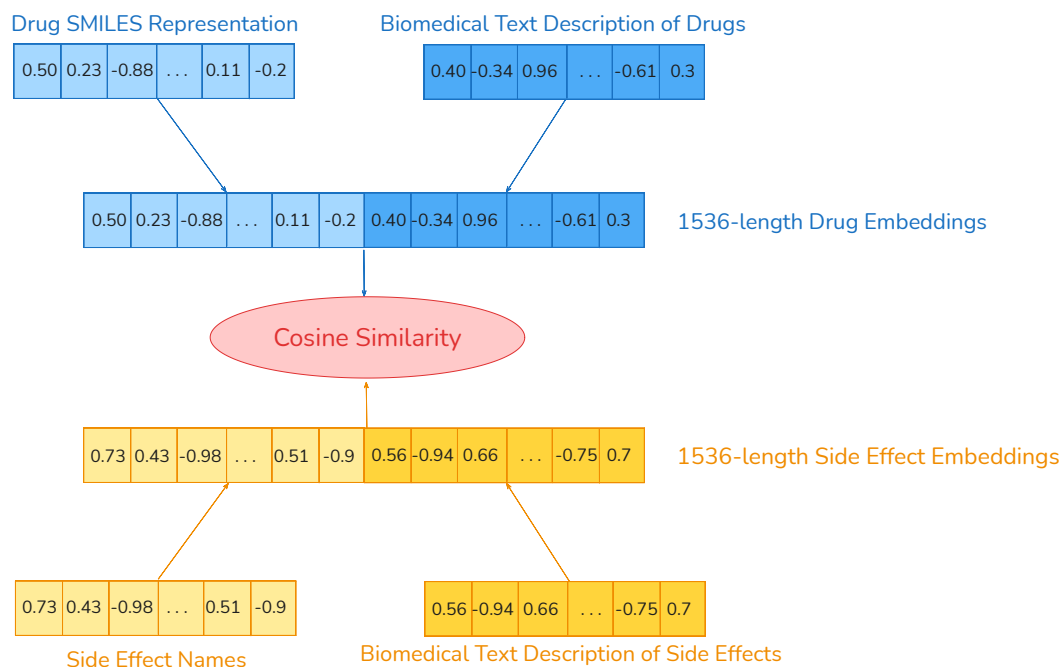 Drug SMILES Representation
Biomedical Text Description of Drugs
0.50 0.23 -0.88 ... 0.11 -0.2
0.40 -0.34 0.96 ... -0.61 0.3
0.50 0.23 -0.88 ... 0.11 -0.2 0.40 -0.34 0.96 ... -0.61 0.3
1536-length Drug Embeddings
Cosine Similarity
0.73 0.43 -0.98 ... 0.51 -0.9 0.56 -0.94 0.66 ... -0.75 0.7
1536-length Side Effect Embeddings
0.73 0.43 -0.98 ... 0.51 -0.9
0.56 -0.94 0.66 ... -0.75 0.7
Side Effect Names
Biomedical Text Description of Side Effects